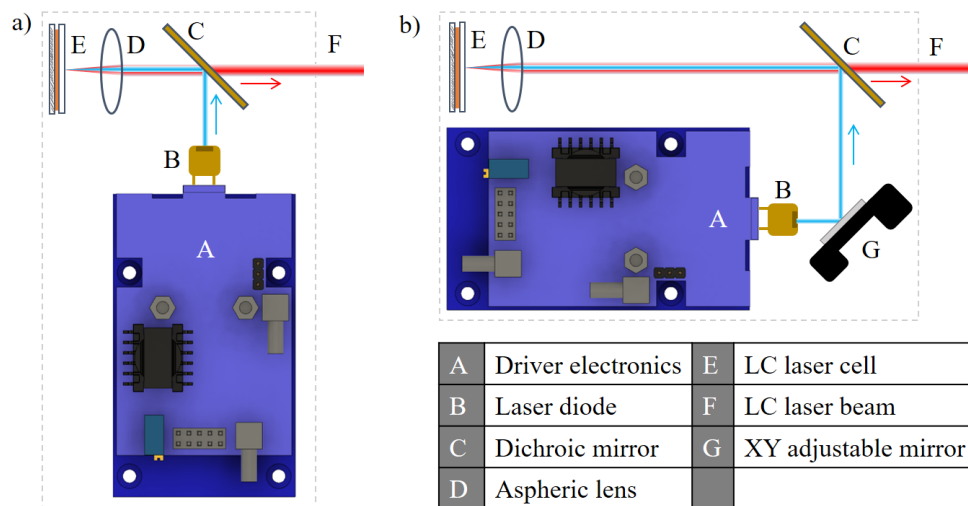 a)
E
D
C
F
B
A
b)
E
D
C
F
A
B
G
A Driver electronics E LC laser cell
B Laser diode F LC laser beam
C Dichroic mirror G XY adjustable mirror
D Aspheric lens